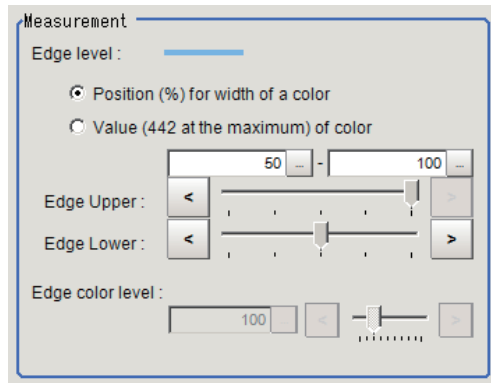 Measurement
Edge level :
Position (%) for width of a color
Value (442 at the maximum) of color
50 ... - 100 ...
Edge Upper : < >
Edge Lower : < >
Edge color level :
100 ... < >